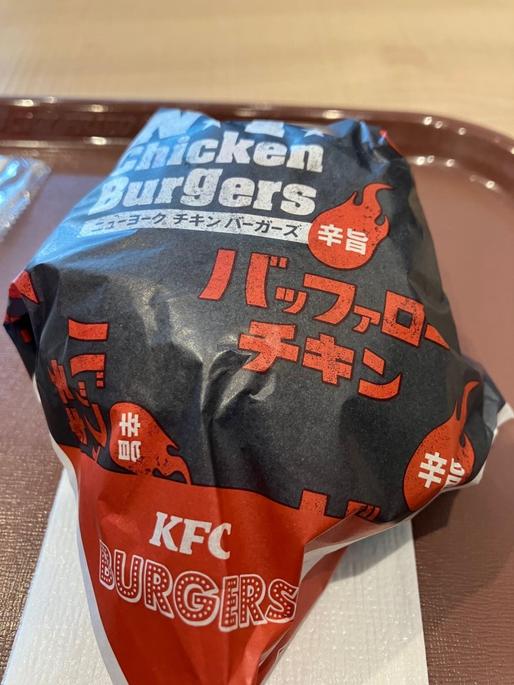 N.Y.
Chicken
Burgers
ニューヨーク チキン バーガーズ
辛旨
バッファロー
チキン
辛旨
辛旨
KFC
BURGERS